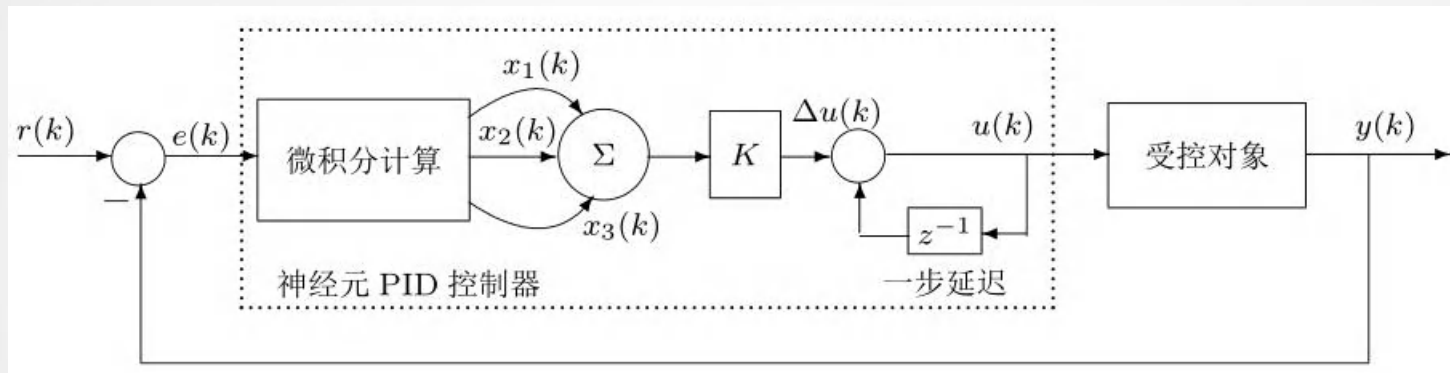 r(k)
e(k)
微积分计算
x₁(k)
x₂(k)
x₃(k)
Σ
K
Δu(k)
u(k)
z⁻¹
一步延迟
受控对象
y(k)
−
神经元 PID 控制器